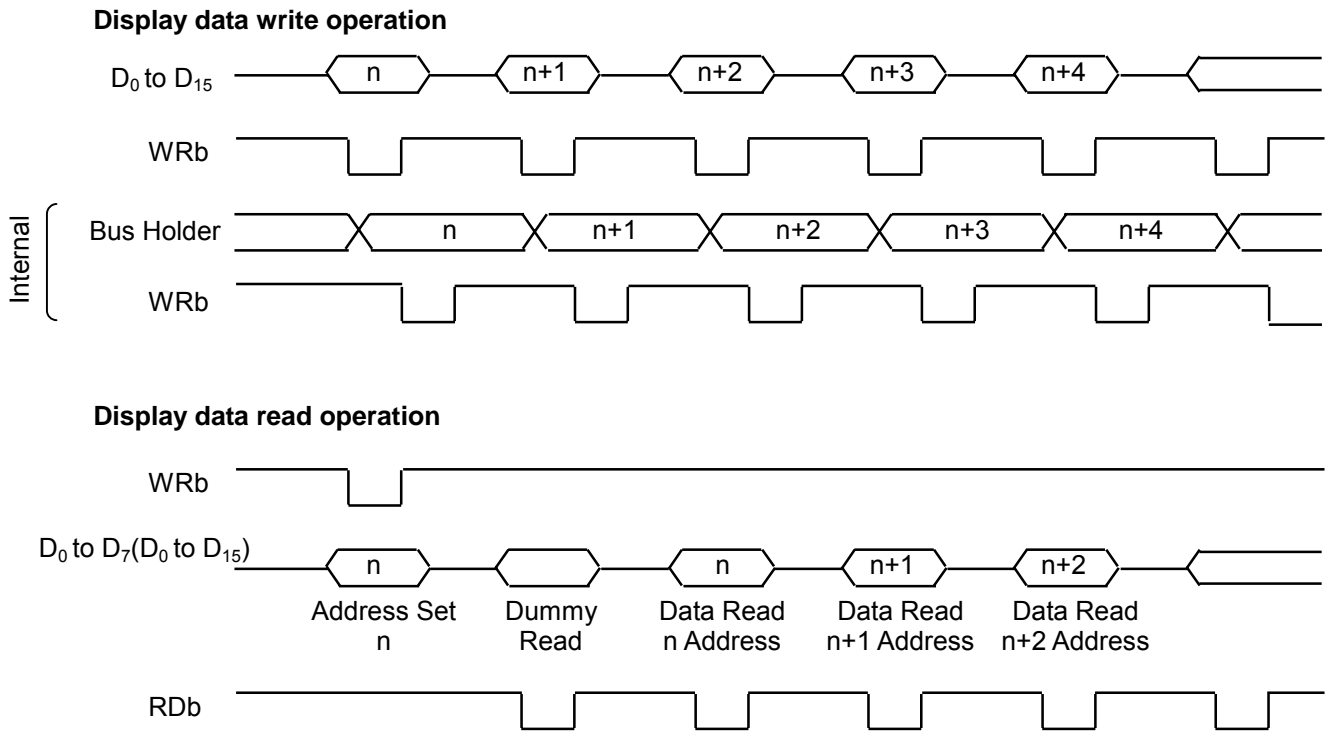 Display data write operation
D0 to D15 n n+1 n+2 n+3 n+4
WRb
Internal
Bus Holder n n+1 n+2 n+3 n+4
WRb
Display data read operation
WRb
D0 to D7(D0 to D15) n n n+1 n+2
Address Set Dummy Data Read Data Read Data Read
n Read n Address n+1 Address n+2 Address
RDb